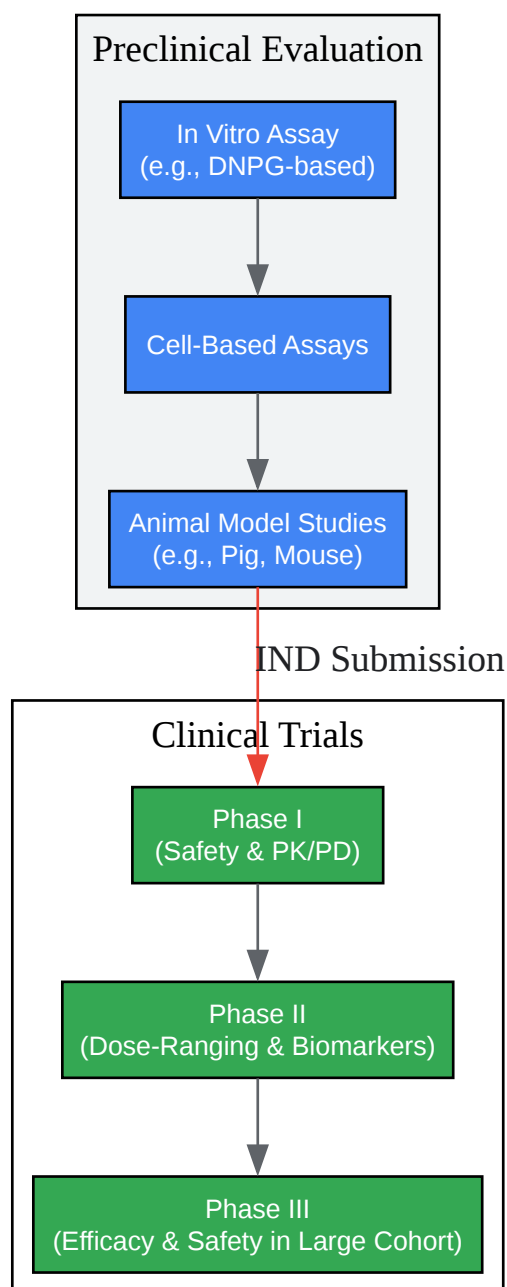 Preclinical Evaluation
In Vitro Assay
(e.g., DNPG-based)
Cell-Based Assays
Animal Model Studies
(e.g., Pig, Mouse)
IND Submission
Clinical Trials
Phase I
(Safety & PK/PD)
Phase II
(Dose-Ranging & Biomarkers)
Phase III
(Efficacy & Safety in Large Cohort)